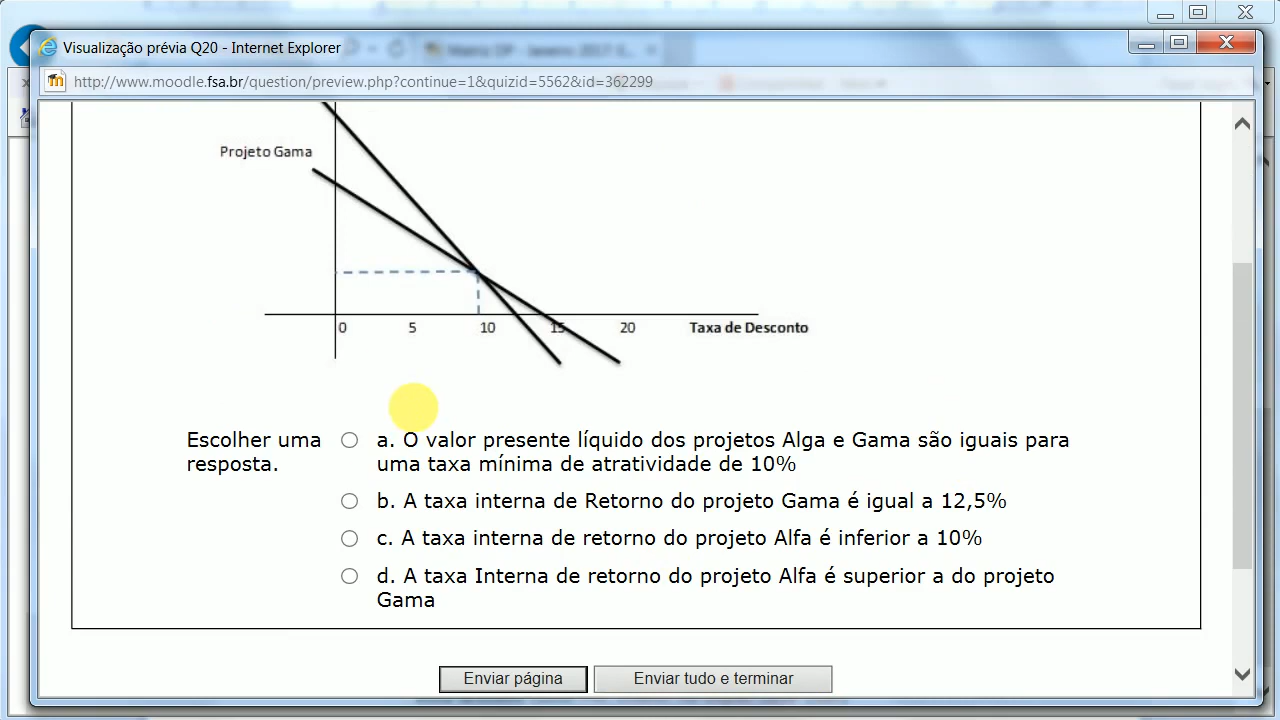 Visualização prévia Q20 - Internet Explorer
http://www.moodle.fsa.br/question/preview.php?continue=1&quizid=5562&id=362299
Projeto Gama
0 5 10 15 20 Taxa de Desconto
Escolher uma resposta.
a. O valor presente líquido dos projetos Alga e Gama são iguais para
uma taxa mínima de atratividade de 10%
b. A taxa interna de Retorno do projeto Gama é igual a 12,5%
c. A taxa interna de retorno do projeto Alfa é inferior a 10%
d. A taxa Interna de retorno do projeto Alfa é superior a do projeto
Gama
Enviar página
Enviar tudo e terminar